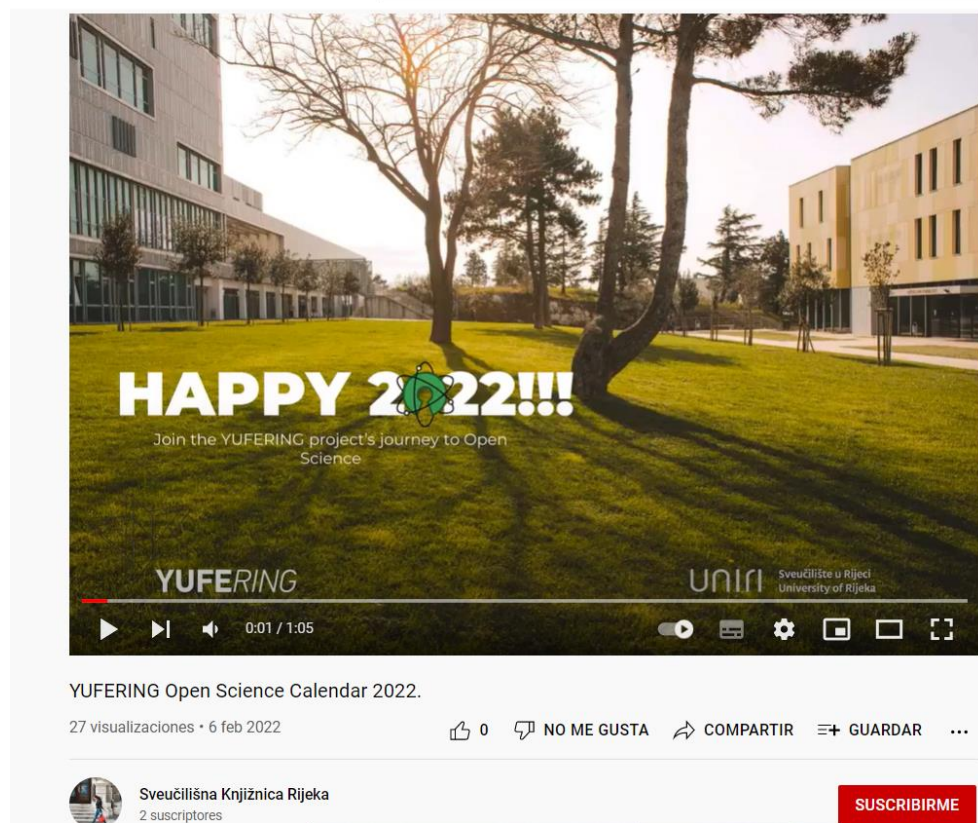 HAPPY 2022!!!
Join the YUFERING project's journey to Open
Science
YUFERING
UNIRI
Sveučilište u Rijeci
University of Rijeka
0:01 / 1:05
YUFERING Open Science Calendar 2022.
27 visualizaciones • 6 feb 2022
0
NO ME GUSTA
COMPARTIR
GUARDAR
...
Sveučilišna Knjižnica Rijeka
2 suscriptores
SUSCRIBIRME